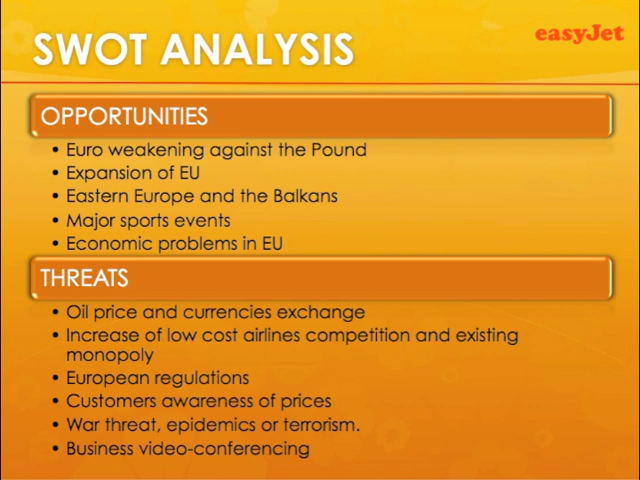 SWOT ANALYSIS
easyJet
OPPORTUNITIES
• Euro weakening against the Pound
• Expansion of EU
• Eastern Europe and the Balkans
• Major sports events
• Economic problems in EU
THREATS
• Oil price and currencies exchange
• Increase of low cost airlines competition and existing
monopoly
• European regulations
• Customers awareness of prices
• War threat, epidemics or terrorism.
• Business video-conferencing